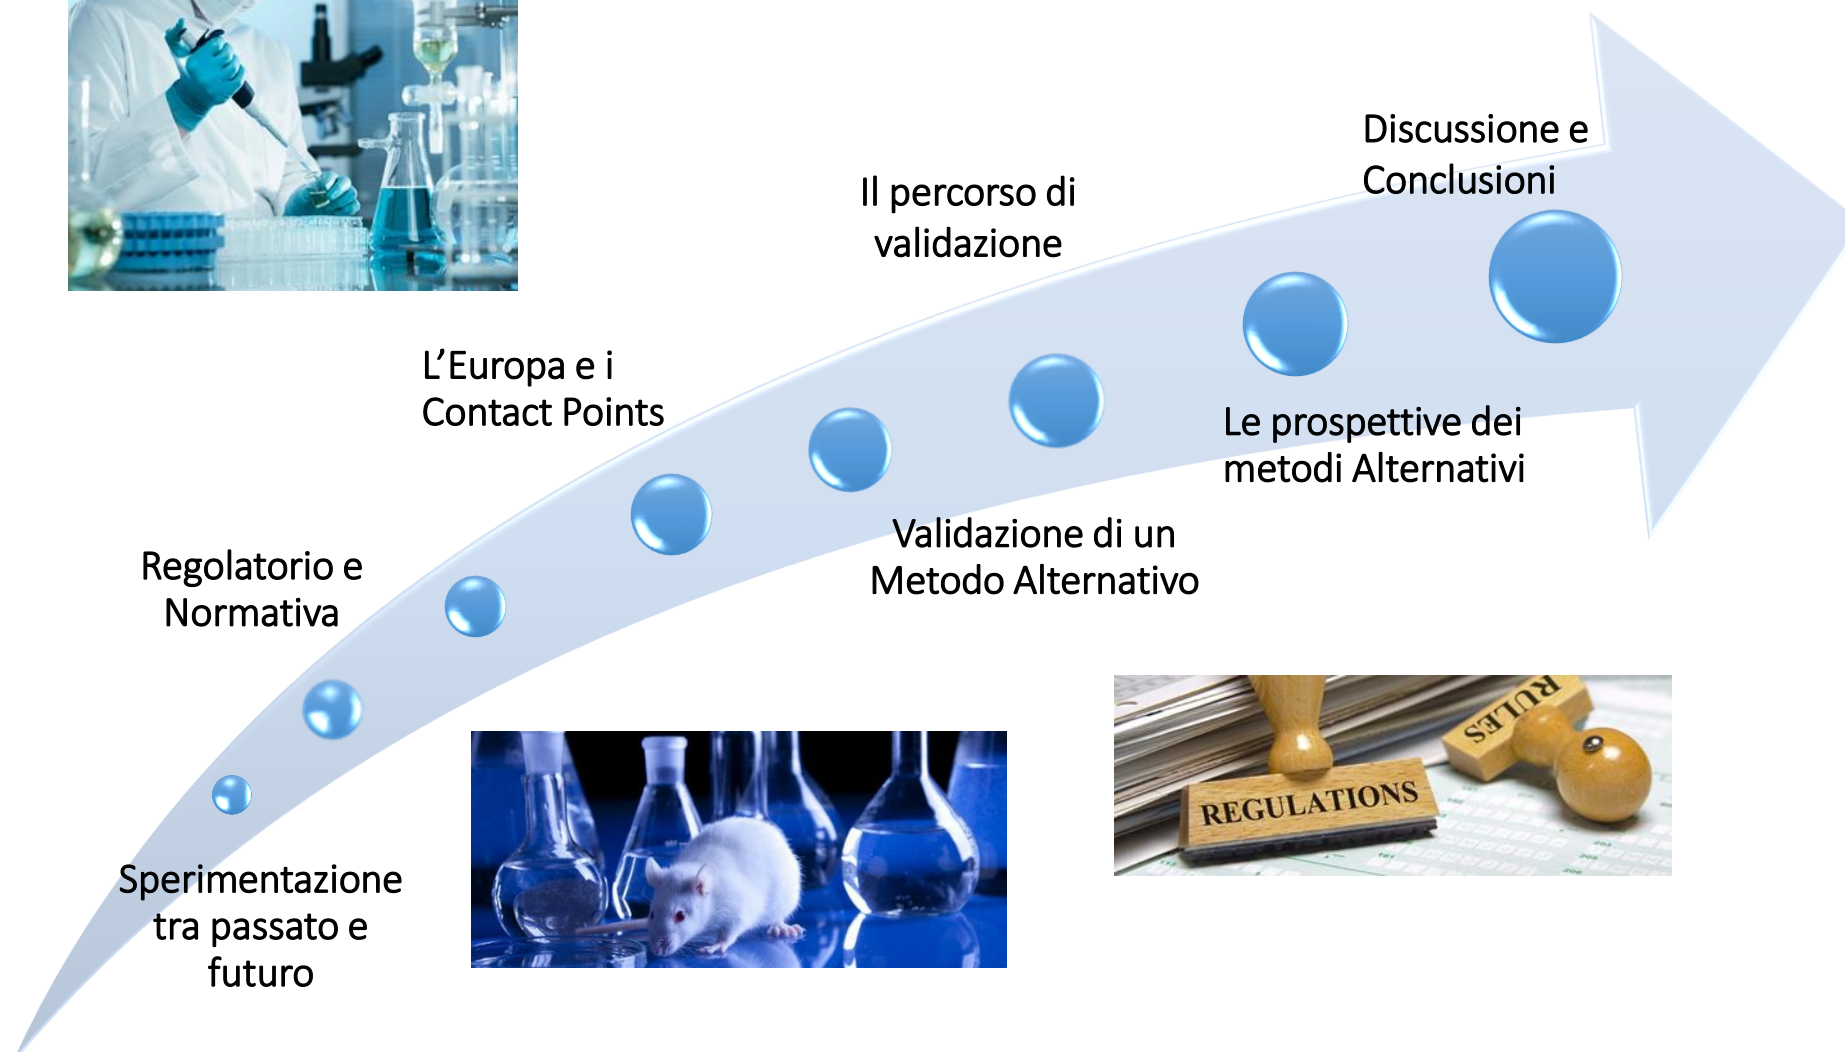 Sperimentazione
tra passato e
futuro
Regolatorio e
Normativa
L’Europa e i
Contact Points
Il percorso di
validazione
Validazione di un
Metodo Alternativo
Le prospettive dei
metodi Alternativi
Discussione e
Conclusioni
REGULATIONS
RULES